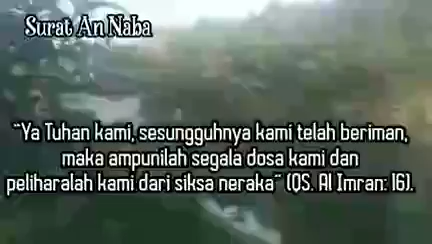 Surat An Naba
"Ya Tuhan kami, sesungguhnya kami telah beriman,
maka ampunilah segala dosa kami dan
peliharalah kami dari siksa neraka" (QS. Al Imran: 16).